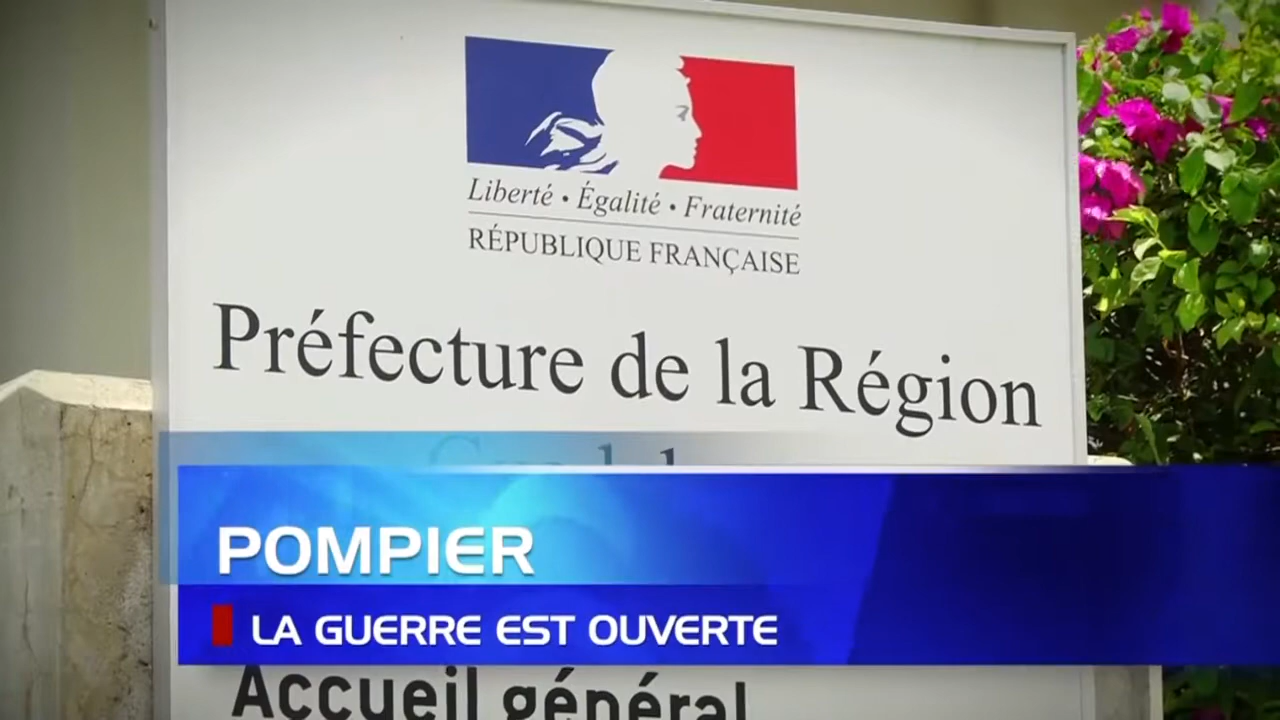 Liberté • Égalité • Fraternité
RÉPUBLIQUE FRANÇAISE
Préfecture de la Région
POMPIER
LA GUERRE EST OUVERTE
Accueil général